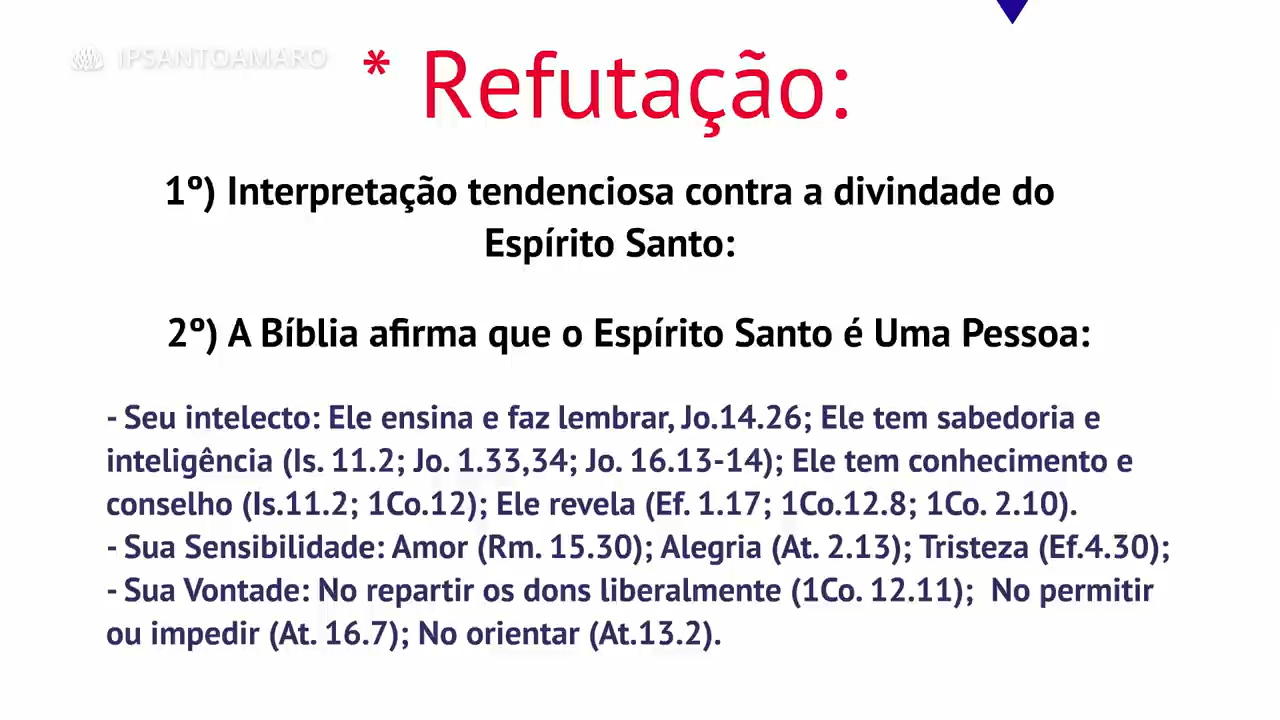 IPSANTOAMARO
* Refutação:
1º) Interpretação tendenciosa contra a divindade do
Espírito Santo:
2º) A Bíblia afirma que o Espírito Santo é Uma Pessoa:
- Seu intelecto: Ele ensina e faz lembrar, Jo.14.26; Ele tem sabedoria e
inteligência (Is. 11.2; Jo. 1.33,34; Jo. 16.13-14); Ele tem conhecimento e
conselho (Is.11.2; 1Co.12); Ele revela (Ef. 1.17; 1Co.12.8; 1Co. 2.10).
- Sua Sensibilidade: Amor (Rm. 15.30); Alegria (At. 2.13); Tristeza (Ef.4.30);
- Sua Vontade: No repartir os dons liberalmente (1Co. 12.11);  No permitir
ou impedir (At. 16.7); No orientar (At.13.2).